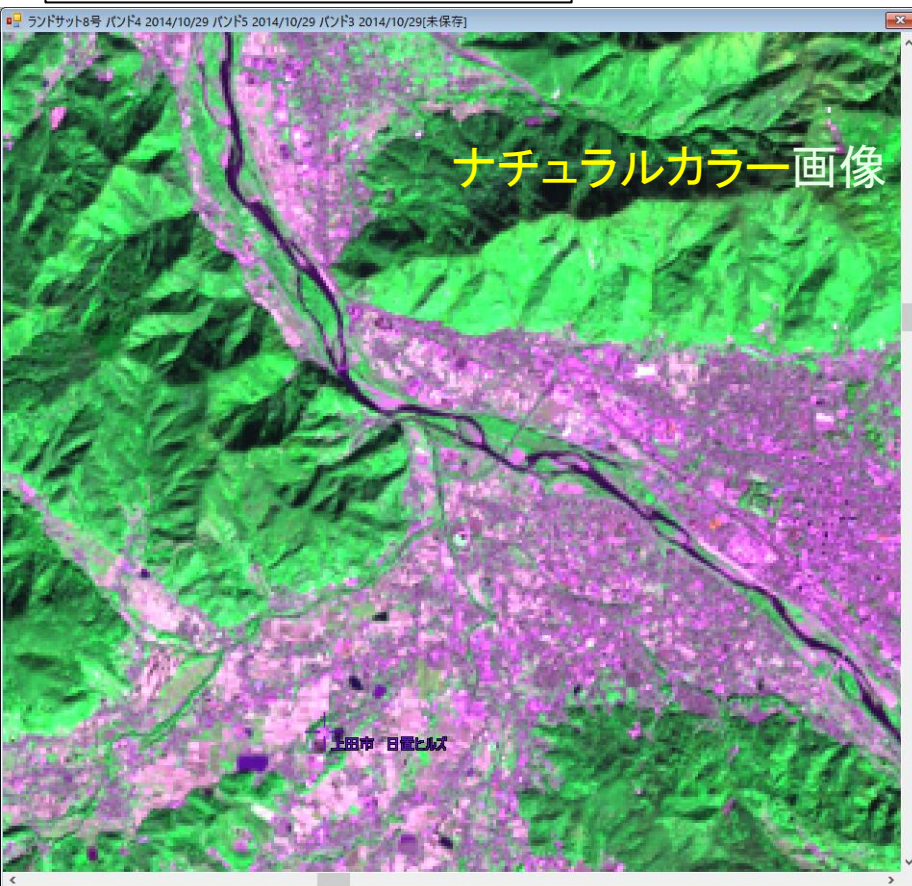 ランドサット8号 バンド4 2014/10/29 バンド5 2014/10/29 バンド3 2014/10/29[未保存]
ナチュラルカラー画像
上田市 日置ヒルズ